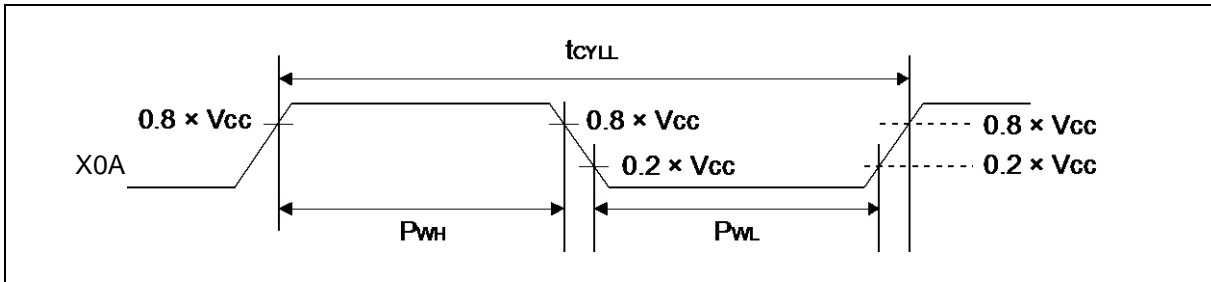 tCYLL
0.8 × Vcc
0.8 × Vcc
0.8 × Vcc
X0A
0.2 × Vcc
0.2 × Vcc
PWH
PWL